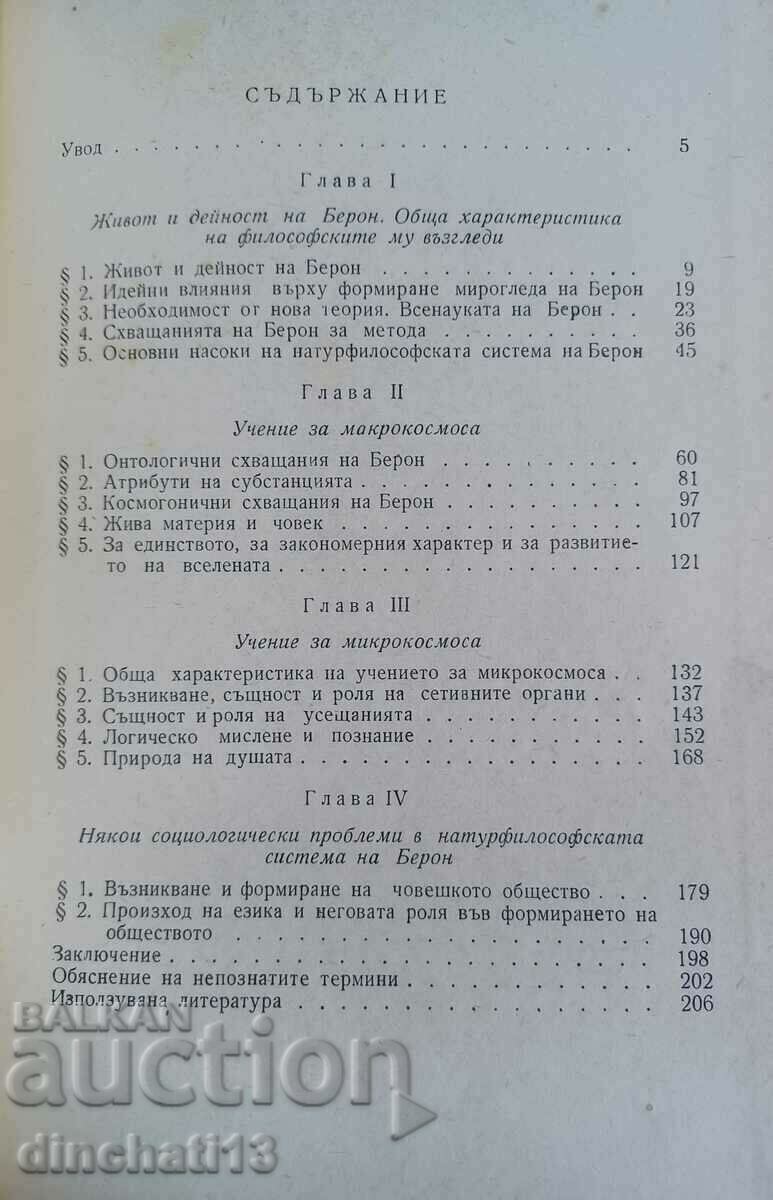 СЪДЪРЖАНИЕ
Увод . . . . . . . . . . . . . . . . . . . . . . . . . 5
Глава I
Живот и дейност на Берон. Обща характеристика
на философските му възгледи
§ 1. Живот и дейност на Берон . . . . . . . . . . . . . 9
§ 2. Идейни влияния върху формиране мирогледа на Берон 19
§ 3. Необходимост от нова теория. Всенауката на Берон . . 23
§ 4. Схващанията на Берон за метода . . . . . . . . . . 36
§ 5. Основни насоки на натурфилософската система на Берон 45
Глава II
Учение за макрокосмоса
§ 1. Онтологични схващания на Берон . . . . . . . . . . 60
§ 2. Атрибути на субстанцията . . . . . . . . . . . . . 81
§ 3. Космогонични схващания на Берон . . . . . . . . . . 97
§ 4. Жива материя и човек . . . . . . . . . . . . . . 107
§ 5. За единството, за закономерния характер и за развитие-
то на вселената . . . . . . . . . . . . . . . . . 121
Глава III
Учение за микрокосмоса
§ 1. Обща характеристика на учението за микрокосмоса . . 132
§ 2. Възникване, същност и роля на сетивните органи . . . 137
§ 3. Същност и роля на усещанията . . . . . . . . . . 143
§ 4. Логическо мислене и познание . . . . . . . . . . . 152
§ 5. Природа на душата . . . . . . . . . . . . . . . . 168
Глава IV
Някои социологически проблеми в натурфилософската
система на Берон
§ 1. Възникване и формиране на човешкото общество . . . 179
§ 2. Произход на езика и неговата роля във формирането на
обществото . . . . . . . . . . . . . . . . . . 190
Заключение . . . . . . . . . . . . . . . . . . . . . 198
Обяснение на непознатите термини . . . . . . . . . . . 202
Използувана литература . . . . . . . . . . . . . . . 206
BALKAN
auction
dinchati13